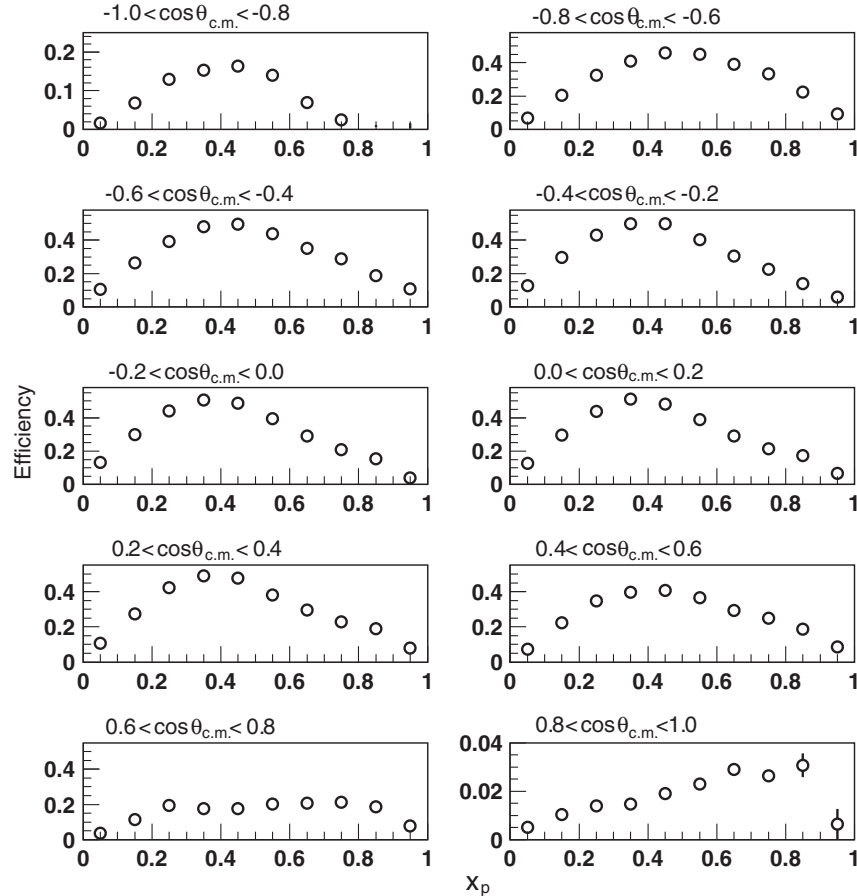 -1.0<cosθc.m.<-0.8
0.2
0.1
0
0 0.2 0.4 0.6 0.8 1
-0.8<cosθc.m.<-0.6
0.4
0.2
0
0 0.2 0.4 0.6 0.8 1
-0.6<cosθc.m.<-0.4
0.4
0.2
0
0 0.2 0.4 0.6 0.8 1
-0.4<cosθc.m.<-0.2
0.4
0.2
0
0 0.2 0.4 0.6 0.8 1
Efficiency
-0.2<cosθc.m.<0.0
0.4
0.2
0
0 0.2 0.4 0.6 0.8 1
0.0<cosθc.m.<0.2
0.4
0.2
0
0 0.2 0.4 0.6 0.8 1
0.2<cosθc.m.<0.4
0.4
0.2
0
0 0.2 0.4 0.6 0.8 1
0.4<cosθc.m.<0.6
0.4
0.2
0
0 0.2 0.4 0.6 0.8 1
0.6<cosθc.m.<0.8
0.4
0.2
0
0 0.2 0.4 0.6 0.8 1
0.8<cosθc.m.<1.0
0.04
0.02
0
0 0.2 0.4 0.6 0.8 1
xp